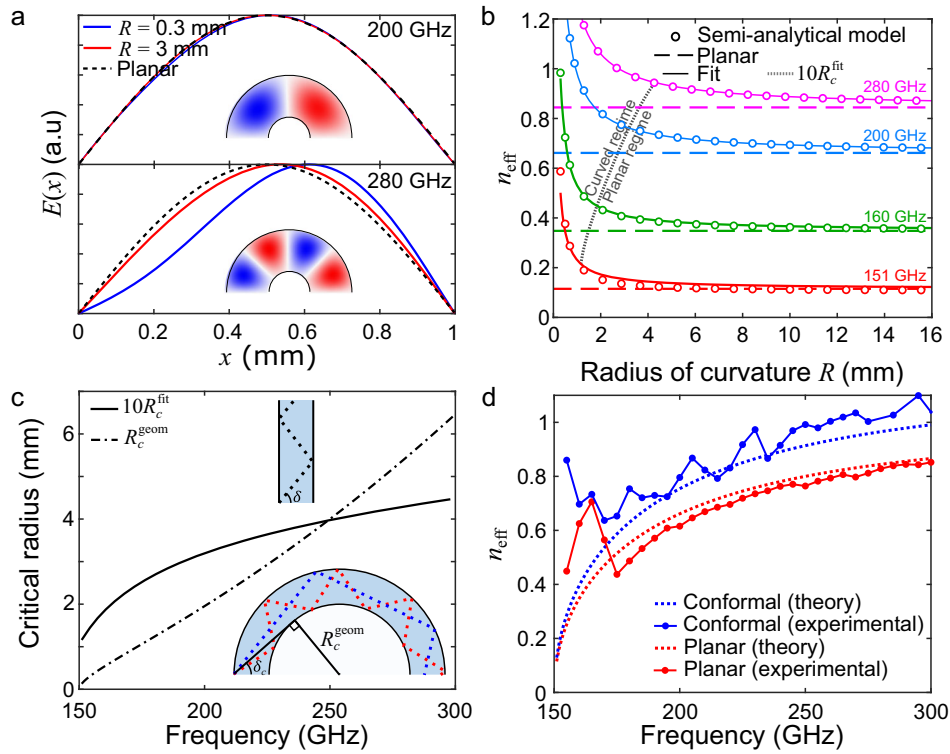 a
R = 0.3 mm
R = 3 mm
Planar
200 GHz
280 GHz
E(x) (a.u)
0 0.2 0.4 0.6 0.8 1
x (mm)
b
Semi-analytical model
Planar
Fit
10R_c^fit
280 GHz
200 GHz
160 GHz
151 GHz
Curved regime
Planar regime
n_eff
1.2
1
0.8
0.6
0.4
0.2
0
0 2 4 6 8 10 12 14 16
Radius of curvature R (mm)
c
10R_c^fit
R_c^geom
δ
R_c^geom
δ_c
Critical radius (mm)
6
4
2
0
150 200 250 300
Frequency (GHz)
d
n_eff
1
0.8
0.6
0.4
0.2
0
Conformal (theory)
Conformal (experimental)
Planar (theory)
Planar (experimental)
150 200 250 300
Frequency (GHz)